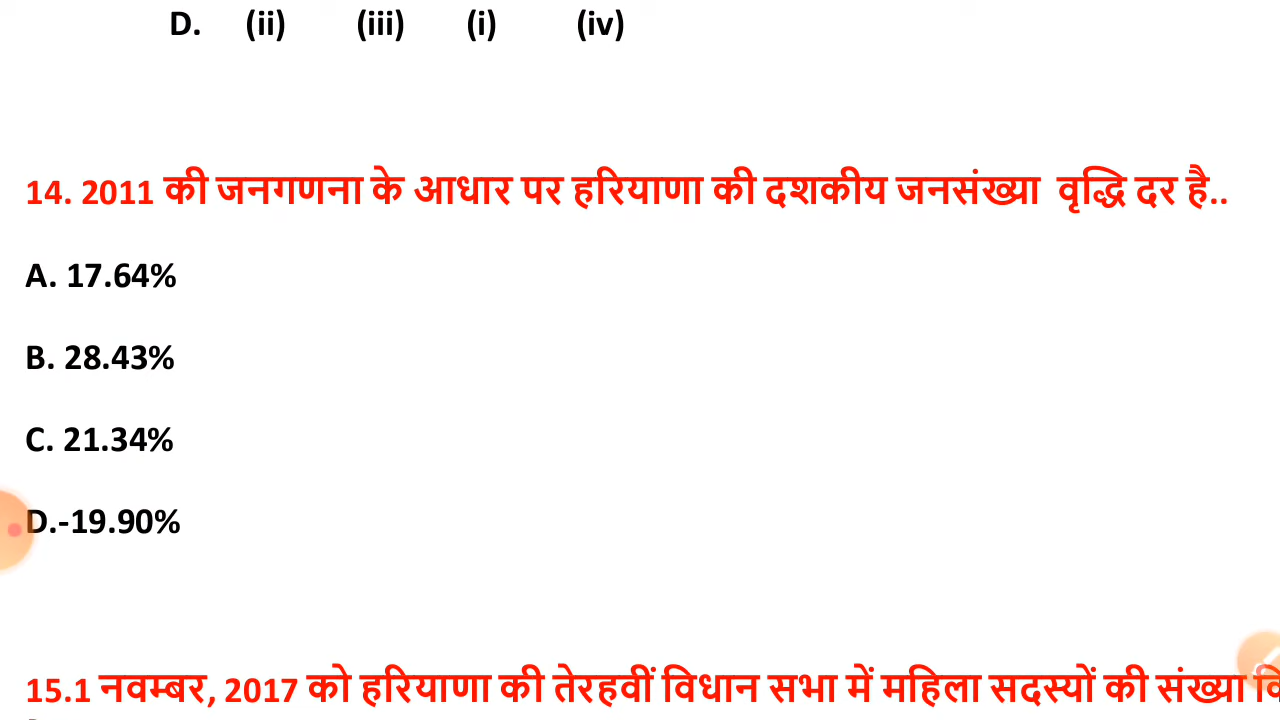 D. (ii) (iii) (i) (iv)
14. 2011 की जनगणना के आधार पर हरियाणा की दशकीय जनसंख्या वृद्धि दर है..
A. 17.64%
B. 28.43%
C. 21.34%
D.-19.90%
15.1 नवम्बर, 2017 को हरियाणा की तेरहवीं विधान सभा में महिला सदस्यों की संख्या